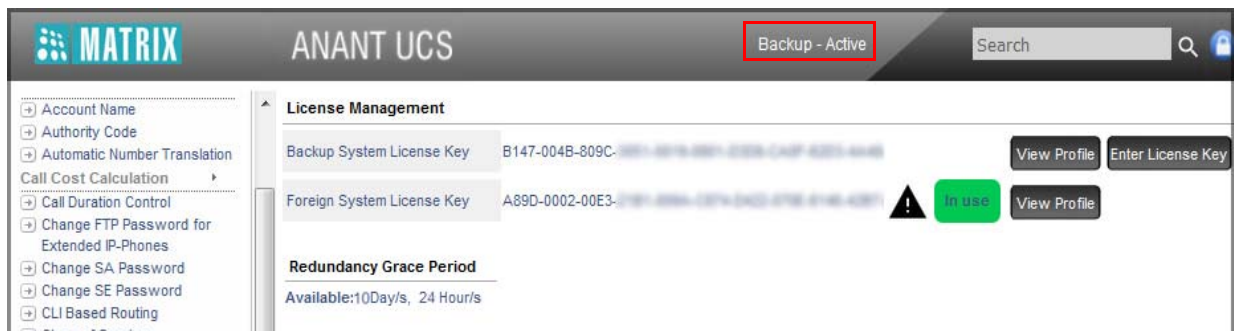 MATRIX
ANANT UCS
Backup - Active
Search
Account Name
Authority Code
Automatic Number Translation
Call Cost Calculation
Call Duration Control
Change FTP Password for
Extended IP-Phones
Change SA Password
Change SE Password
CLI Based Routing
License Management
Backup System License Key B147-004B-809C- View Profile Enter License Key
Foreign System License Key A89D-0002-00E3- In use View Profile
Redundancy Grace Period
Available:10Day/s, 24 Hour/s